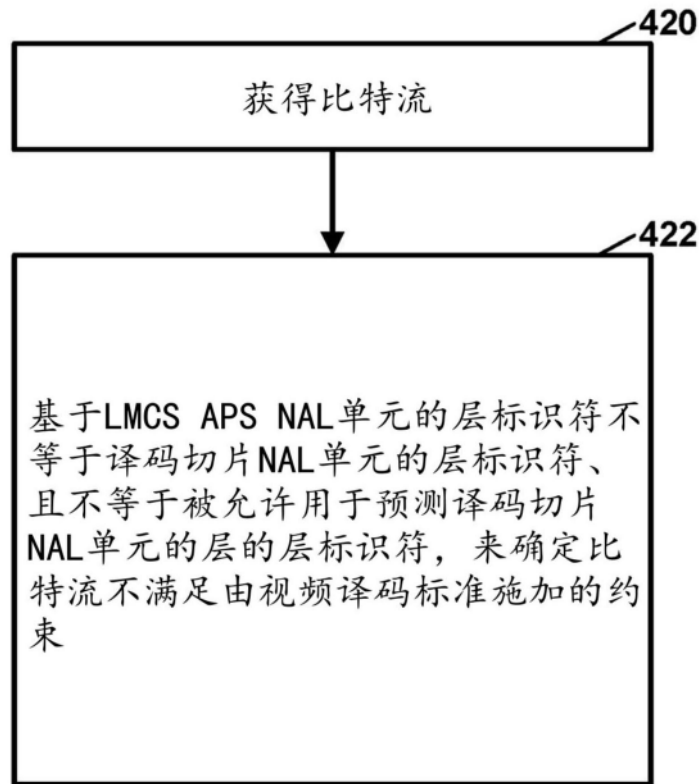 420
获得比特流
422
基于LMCS APS NAL单元的层标识符不
等于译码切片NAL单元的层标识符、
且不等于被允许用于预测译码切片
NAL单元的层的层标识符，来确定比
特流不满足由视频译码标准施加的约
束